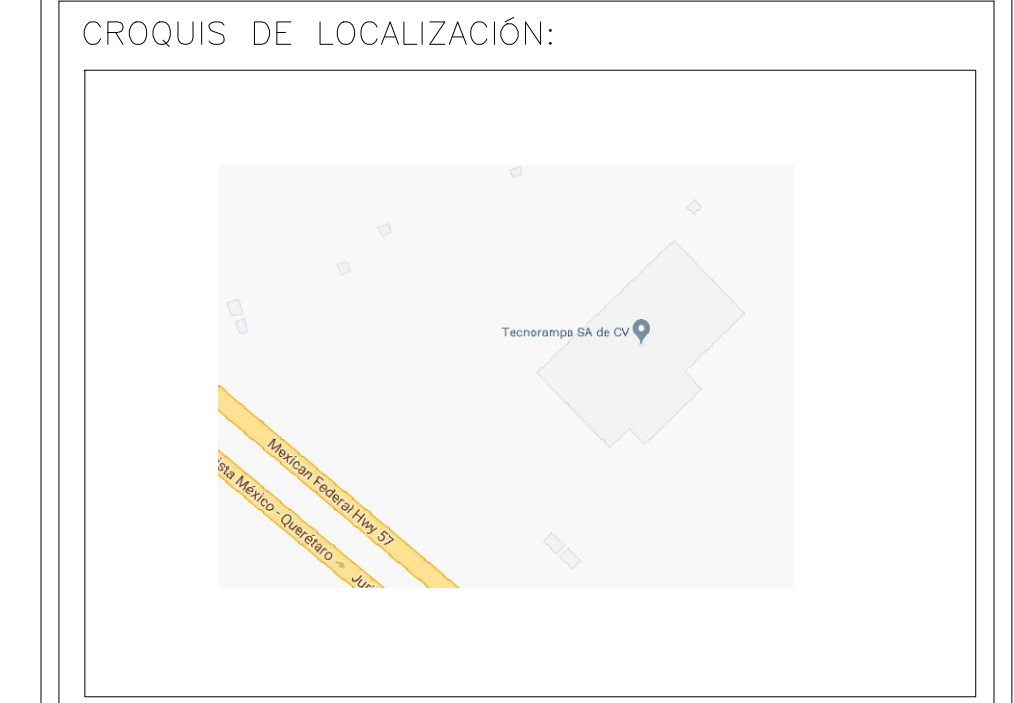 CROQUIS DE LOCALIZACIÓN:
Tecnorampa SA de CV
Mexican Federal Hwy 57
ista México - Querétaro